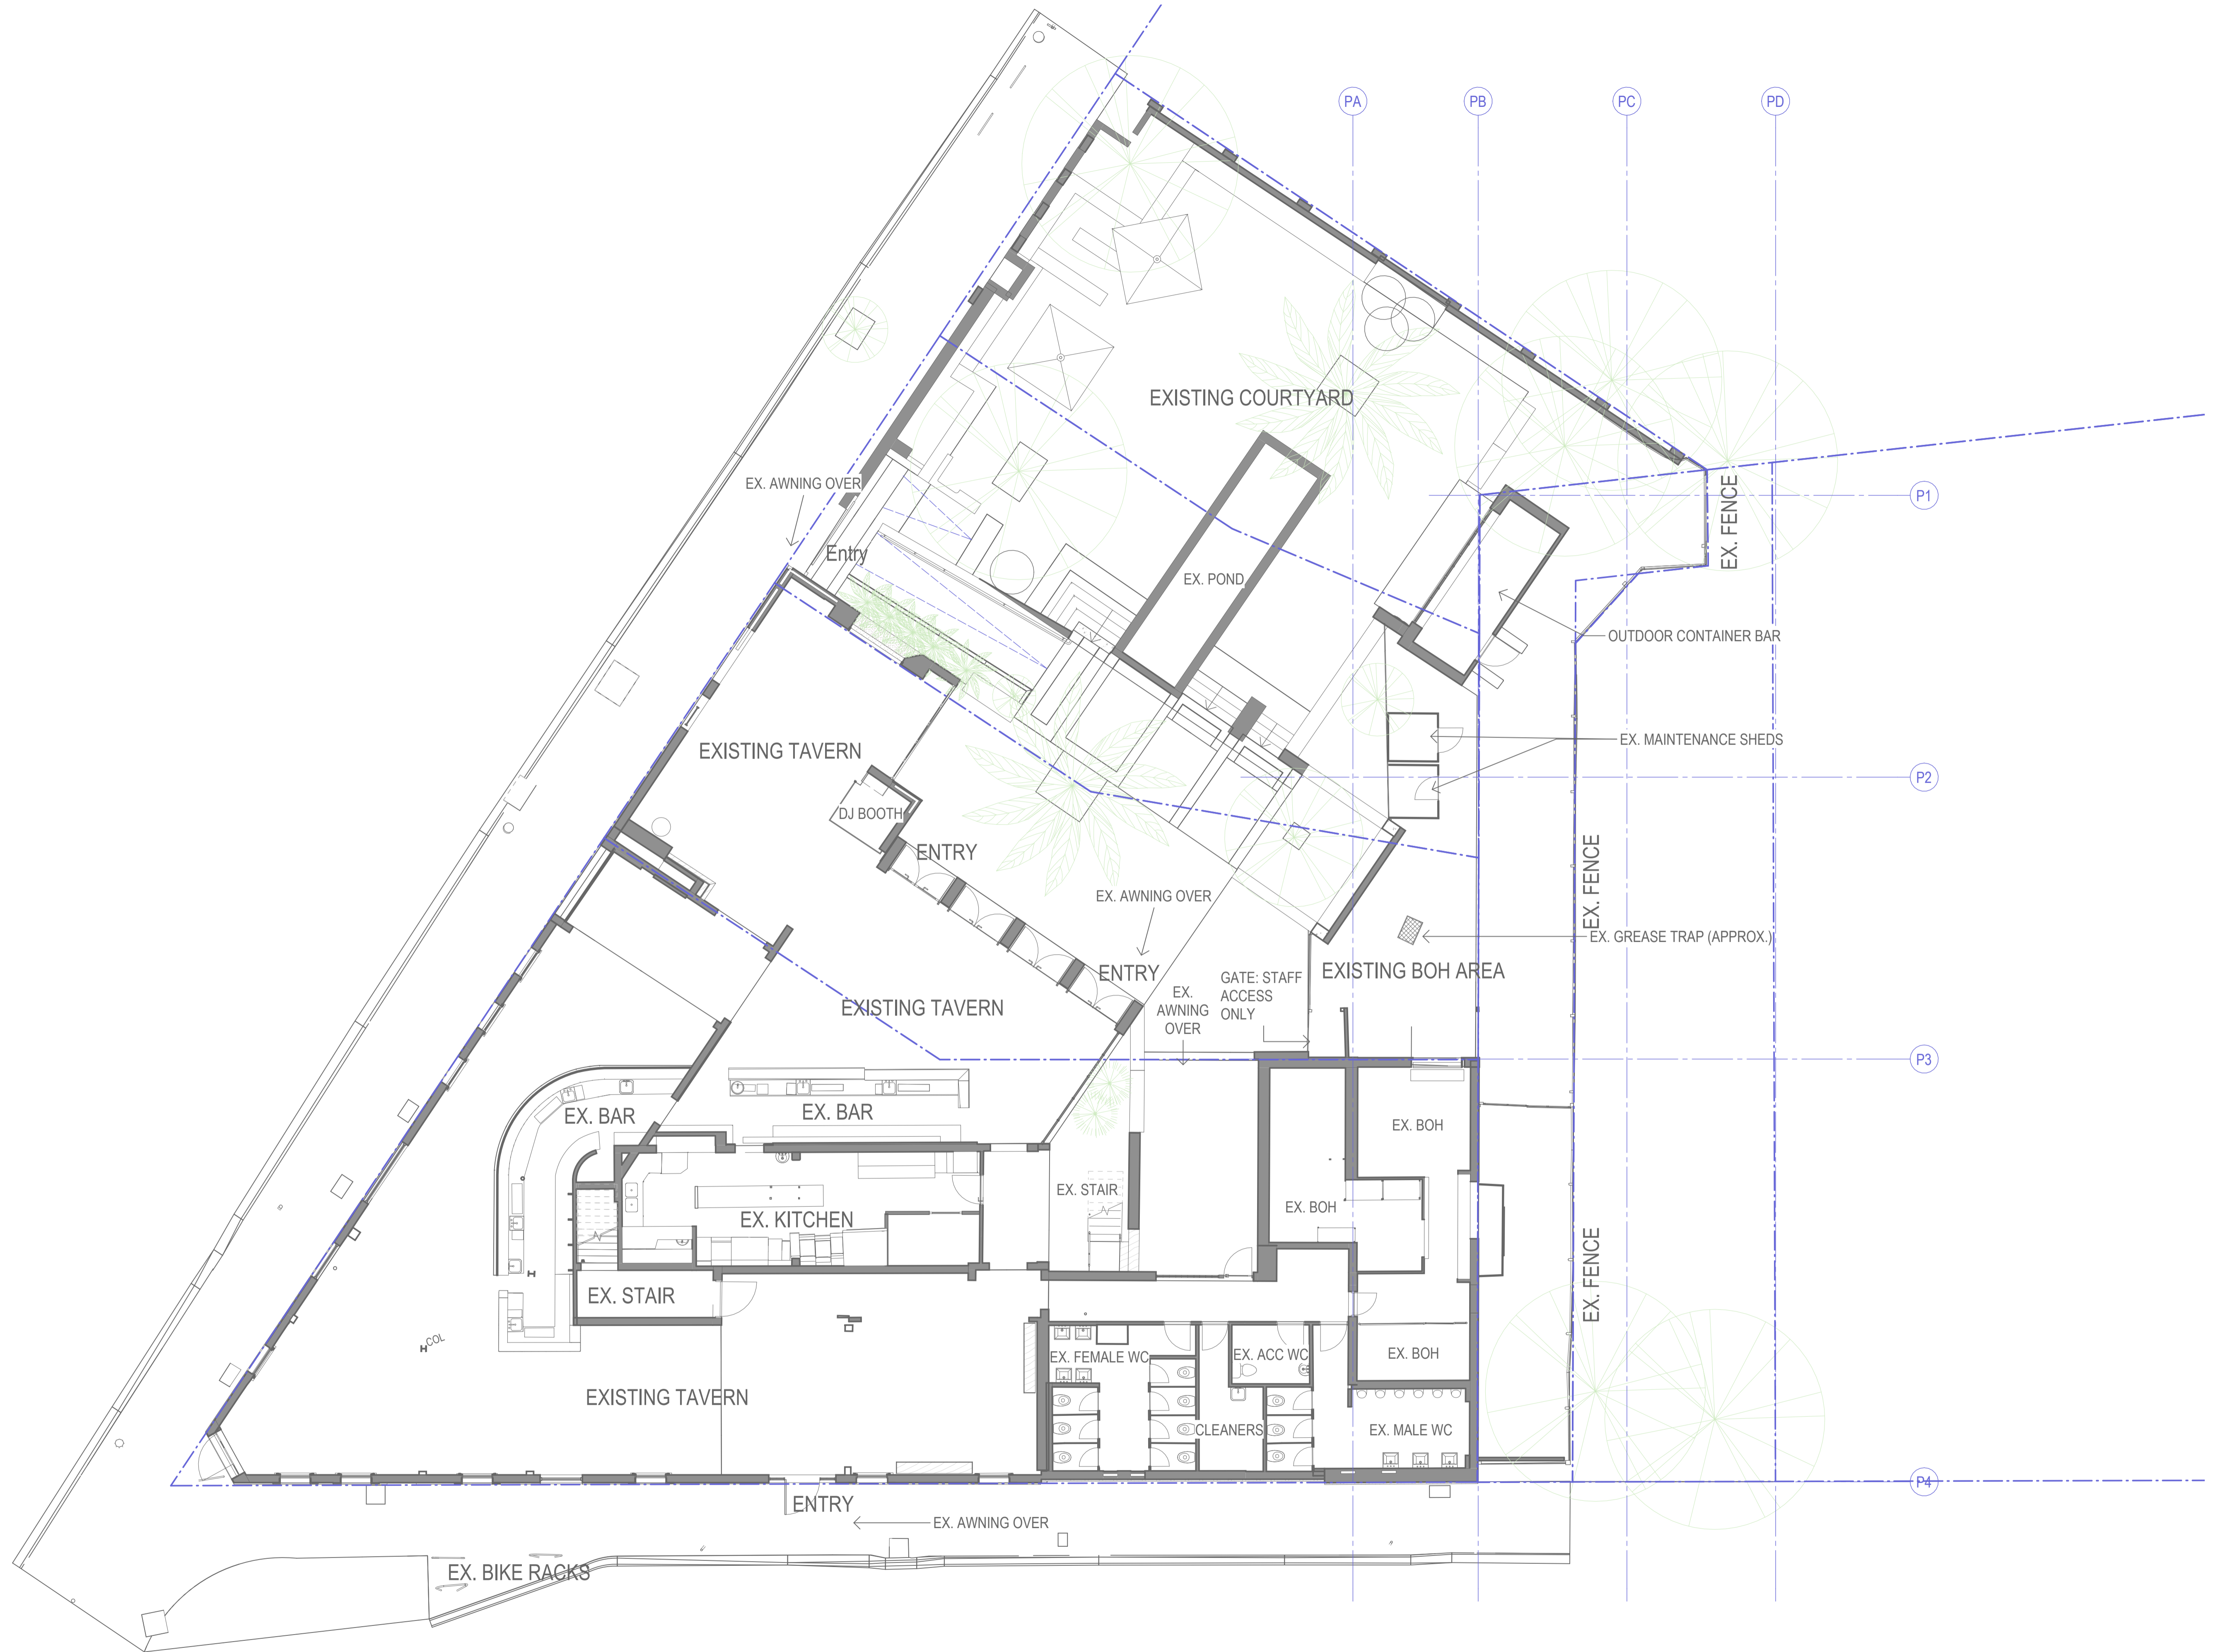 PA
PB
PC
PD
EXISTING COURTYARD
EX. AWNING OVER
P1
EX. FENCE
Entry
EX. POND
OUTDOOR CONTAINER BAR
EXISTING TAVERN
EX. MAINTENANCE SHEDS
P2
DJ BOOTH
ENTRY
EX. AWNING OVER
EX. FENCE
EX. GREASE TRAP (APPROX.)
ENTRY
EXISTING BOH AREA
GATE: STAFF
ACCESS
ONLY
EX.
AWNING
OVER
EXISTING TAVERN
P3
EX. BAR
EX. BAR
EX. BOH
EX. STAIR
EX. BOH
EX. KITCHEN
EX. FENCE
EX. STAIR
COL
EX. FEMALE WC
EX. ACC WC
EX. BOH
EXISTING TAVERN
CLEANERS
EX. MALE WC
P4
ENTRY
EX. AWNING OVER
EX. BIKE RACKS